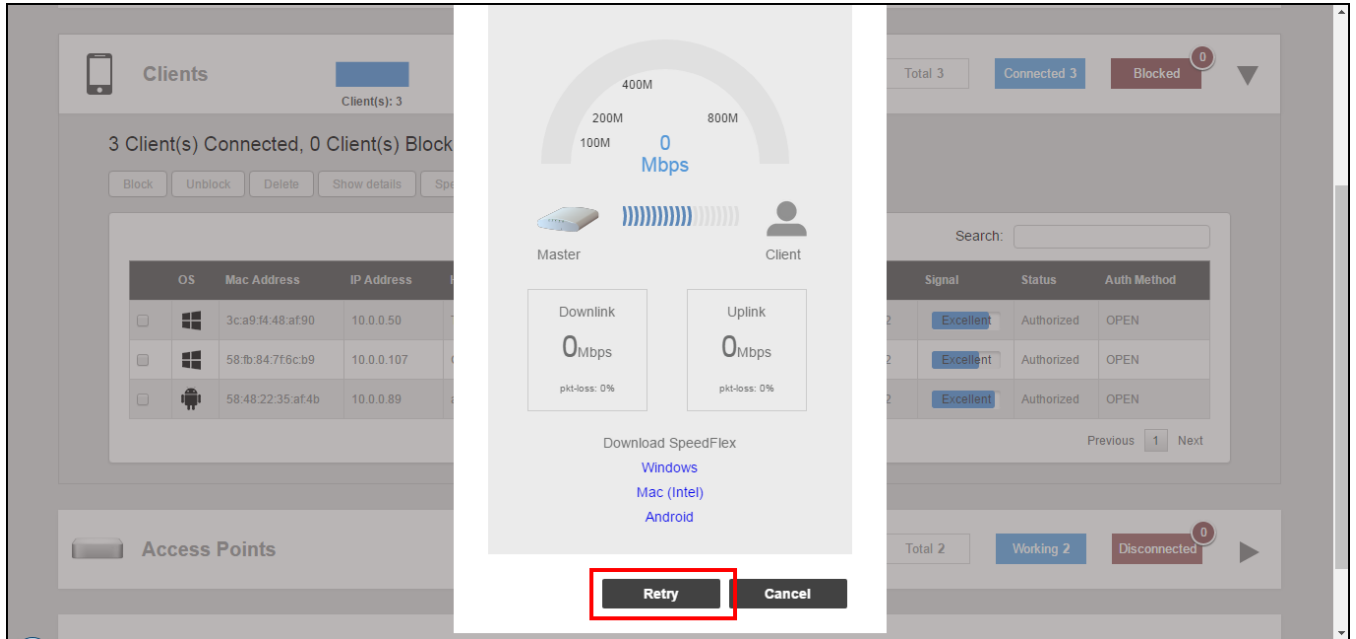 Clients
Client(s): 3
Total 3
Connected 3
Blocked
0
3 Client(s) Connected, 0 Client(s) Block
Block
Unblock
Delete
Show details
Spe
400M
200M
800M
100M
0
Mbps
Master
Client
Downlink
0Mbps
pkt-loss: 0%
Uplink
0Mbps
pkt-loss: 0%
Download SpeedFlex
Windows
Mac (Intel)
Android
Retry
Cancel
Search:
OS Mac Address IP Address Signal Status Auth Method
3c:a9:f4:48:af:90 10.0.0.50 2 Excellent Authorized OPEN
58:fb:84:7f:6c:b9 10.0.0.107 2 Excellent Authorized OPEN
58:48:22:35:af:4b 10.0.0.89 2 Excellent Authorized OPEN
Previous 1 Next
Access Points
Total 2
Working 2
Disconnected
0